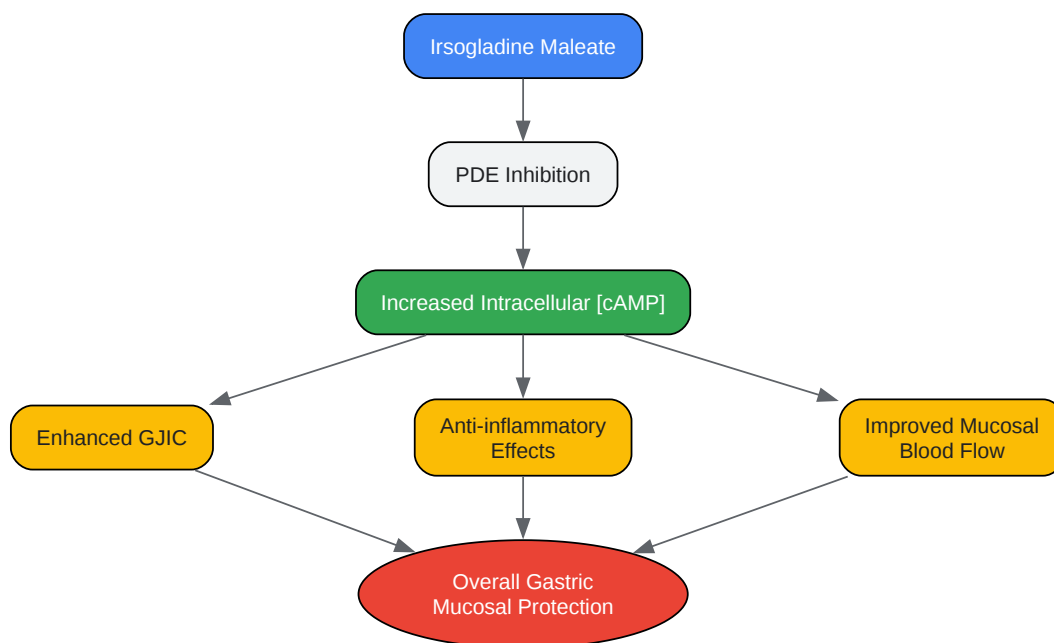 Irsogladine Maleate
PDE Inhibition
Increased Intracellular [cAMP]
Enhanced GJIC
Anti-inflammatory
Effects
Improved Mucosal
Blood Flow
Overall Gastric
Mucosal Protection